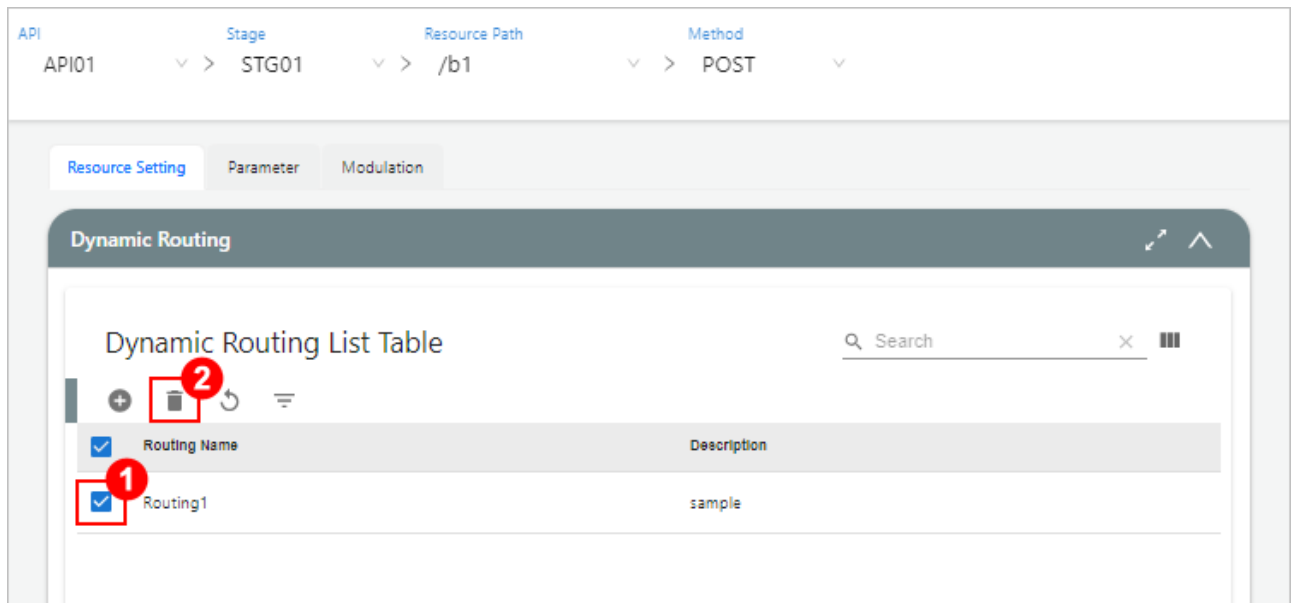 API Stage Resource Path Method
API01 > STG01 > /b1 > POST
Resource Setting Parameter Modulation
Dynamic Routing
Dynamic Routing List Table Search
2
Routing Name Description
1
Routing1 sample